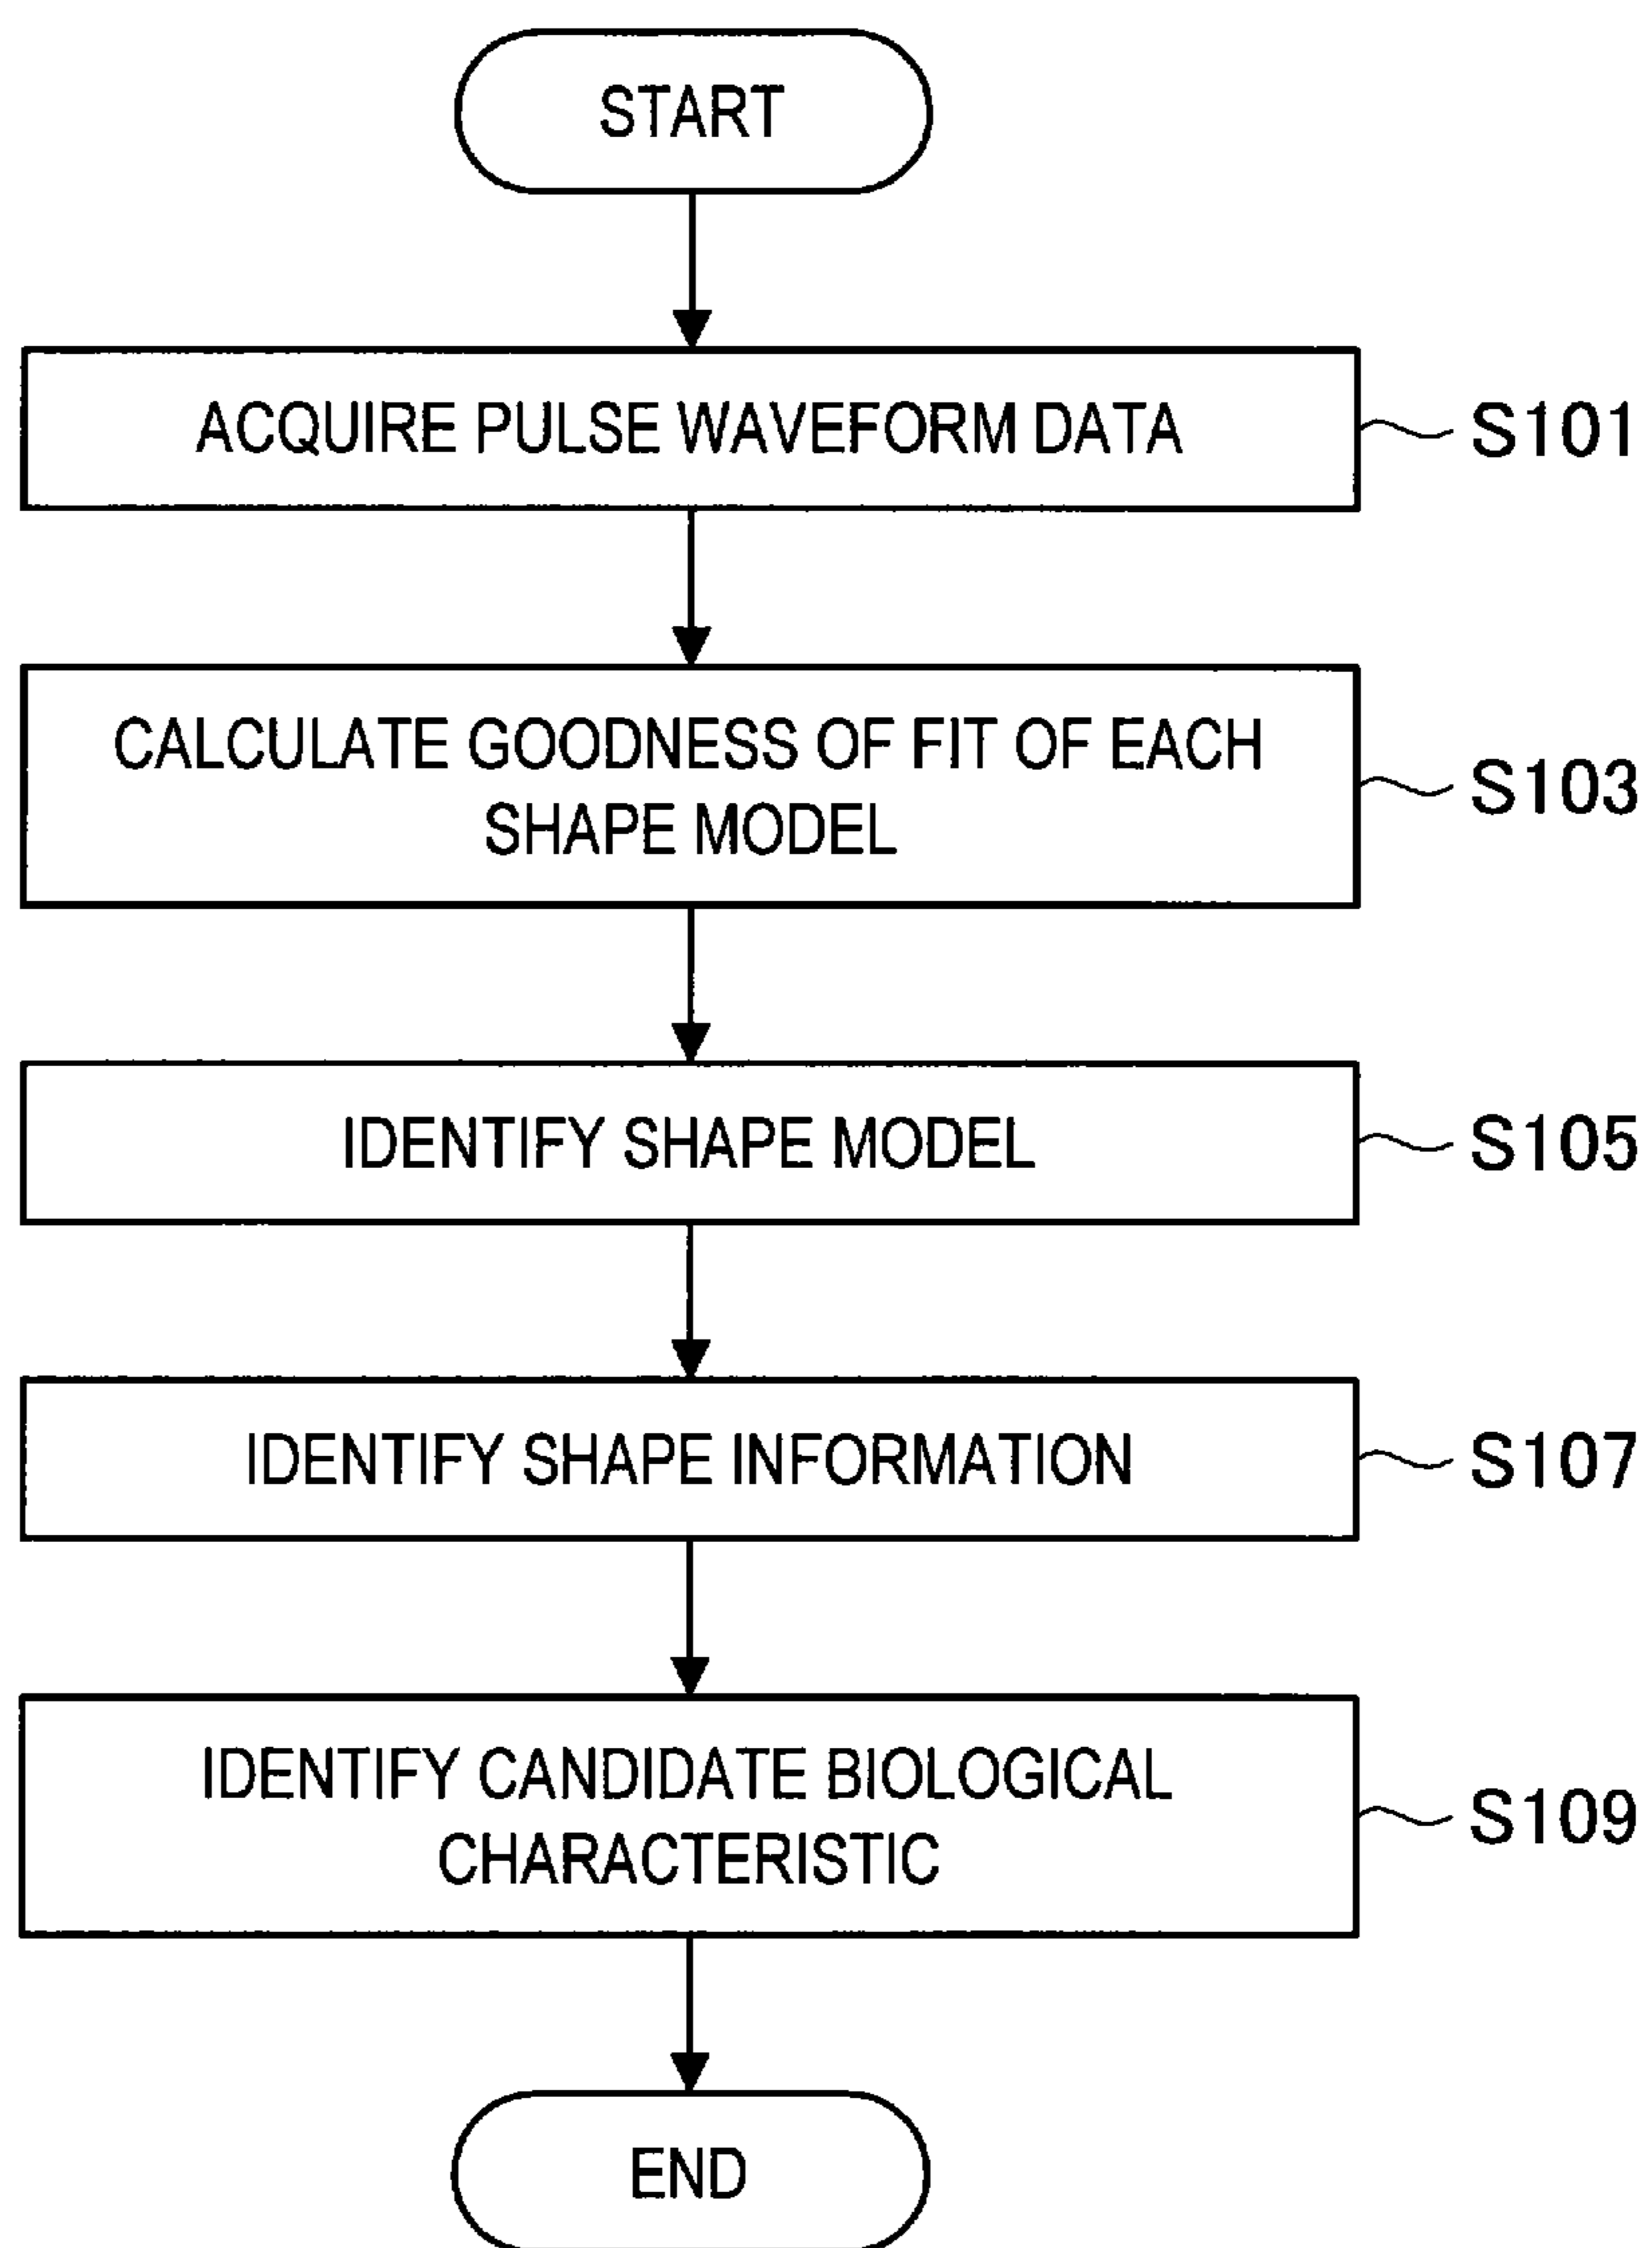 START
ACQUIRE PULSE WAVEFORM DATA
S101
CALCULATE GOODNESS OF FIT OF EACH
SHAPE MODEL
S103
IDENTIFY SHAPE MODEL
S105
IDENTIFY SHAPE INFORMATION
S107
IDENTIFY CANDIDATE BIOLOGICAL
CHARACTERISTIC
S109
END